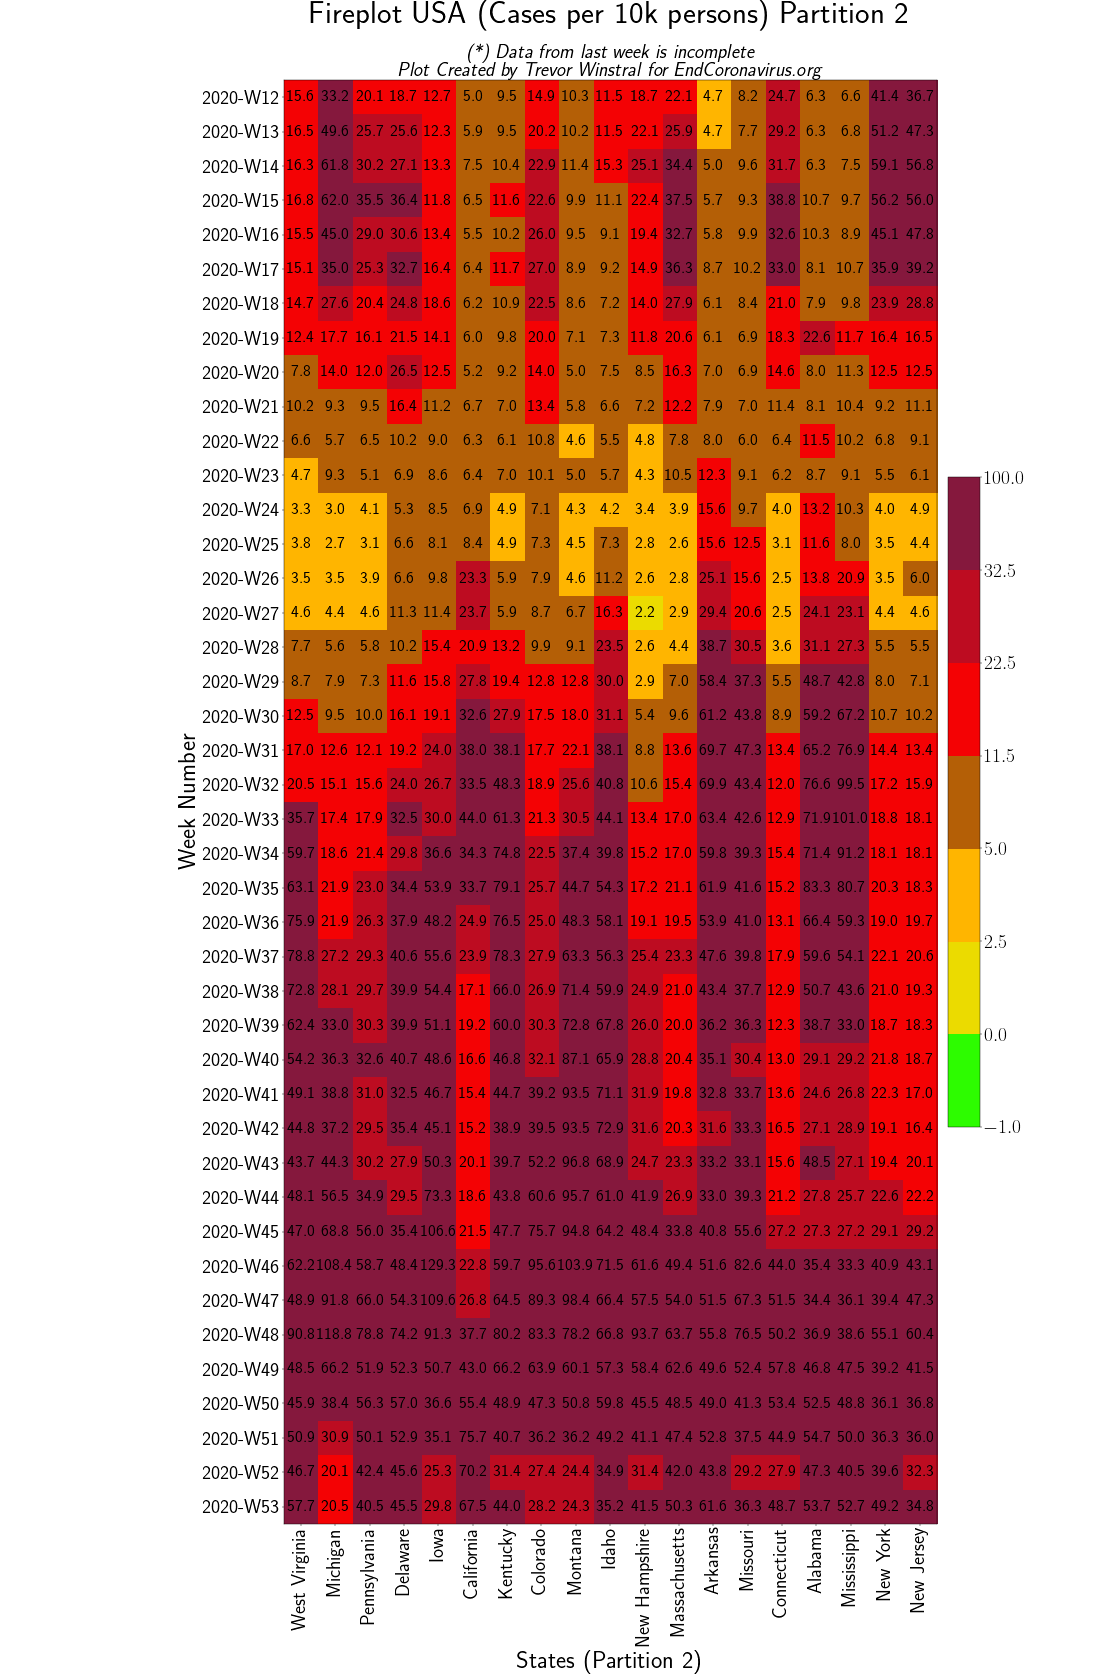 Fireplot USA (Cases per 10k persons) Partition 2
(*) Data from last week is incomplete
Plot Created by Trevor Winstral for EndCoronavirus.org
2020-W12 15.6 33.2 20.1 18.7 12.7 5.0 9.5 14.9 10.3 11.5 18.7 22.1 4.7 8.2 24.7 6.3 6.6 41.4 36.7
2020-W13 16.5 49.6 25.7 25.6 12.3 5.9 9.5 20.2 10.2 11.5 22.1 25.9 4.7 7.7 29.2 6.3 6.8 51.2 47.3
2020-W14 16.3 61.8 30.2 27.1 13.3 7.5 10.4 22.9 11.4 15.3 25.1 34.4 5.0 9.6 31.7 6.3 7.5 59.1 56.8
2020-W15 16.8 62.0 35.5 36.4 11.8 6.5 11.6 22.6 9.9 11.1 22.4 37.5 5.7 9.3 38.8 10.7 9.7 56.2 56.0
2020-W16 15.5 45.0 29.0 30.6 13.4 5.5 10.2 26.0 9.5 9.1 19.4 32.7 5.8 9.9 32.6 10.3 8.9 45.1 47.8
2020-W17 15.1 35.0 25.3 32.7 16.4 6.4 11.7 27.0 8.9 9.2 14.9 36.3 8.7 10.2 33.0 8.1 10.7 35.9 39.2
2020-W18 14.7 27.6 20.4 24.8 18.6 6.2 10.9 22.5 8.6 7.2 14.0 27.9 6.1 8.4 21.0 7.9 9.8 23.9 28.8
2020-W19 12.4 17.7 16.1 21.5 14.1 6.0 9.8 20.0 7.1 7.3 11.8 20.6 6.1 6.9 18.3 22.6 11.7 16.4 16.5
2020-W20 7.8 14.0 12.0 26.5 12.5 5.2 9.2 14.0 5.0 7.5 8.5 16.3 7.0 6.9 14.6 8.0 11.3 12.5 12.5
2020-W21 10.2 9.3 9.5 16.4 11.2 6.7 7.0 13.4 5.8 6.6 7.2 12.2 7.9 7.0 11.4 8.1 10.4 9.2 11.1
2020-W22 6.6 5.7 6.5 10.2 9.0 6.3 6.1 10.8 4.6 5.5 4.8 7.8 8.0 6.0 6.4 11.5 10.2 6.8 9.1
2020-W23 4.7 9.3 5.1 6.9 8.6 6.4 7.0 10.1 5.0 5.7 4.3 10.5 12.3 9.1 6.2 8.7 9.1 5.5 6.1
2020-W24 3.3 3.0 4.1 5.3 8.5 6.9 4.9 7.1 4.3 4.2 3.4 3.9 15.6 9.7 4.0 13.2 10.3 4.0 4.9
2020-W25 3.8 2.7 3.1 6.6 8.1 8.4 4.9 7.3 4.5 7.3 2.8 2.6 15.6 12.5 3.1 11.6 8.0 3.5 4.4
2020-W26 3.5 3.5 3.9 6.6 9.8 23.3 5.9 7.9 4.6 11.2 2.6 2.8 25.1 15.6 2.5 13.8 20.9 3.5 6.0
2020-W27 4.6 4.4 4.6 11.3 11.4 23.7 5.9 8.7 6.7 16.3 2.2 2.9 29.4 20.6 2.5 24.1 23.1 4.4 4.6
2020-W28 7.7 5.6 5.8 10.2 15.4 20.9 13.2 9.9 9.1 23.5 2.6 4.4 38.7 30.5 3.6 31.1 27.3 5.5 5.5
2020-W29 8.7 7.9 7.3 11.6 15.8 27.8 19.4 12.8 12.8 30.0 2.9 7.0 58.4 37.3 5.5 48.7 42.8 8.0 7.1
2020-W30 12.5 9.5 10.0 16.1 19.1 32.6 27.9 17.5 18.0 31.1 5.4 9.6 61.2 43.8 8.9 59.2 67.2 10.7 10.2
2020-W31 17.0 12.6 12.1 19.2 24.0 38.0 38.1 17.7 22.1 38.1 8.8 13.6 69.7 47.3 13.4 65.2 76.9 14.4 13.4
2020-W32 20.5 15.1 15.6 24.0 26.7 33.5 48.3 18.9 25.6 40.8 10.6 15.4 69.9 43.4 12.0 76.6 99.5 17.2 15.9
2020-W33 35.7 17.4 17.9 32.5 30.0 44.0 61.3 21.3 30.5 44.1 13.4 17.0 63.4 42.6 12.9 71.9 101.0 18.8 18.1
2020-W34 59.7 18.6 21.4 29.8 36.6 34.3 74.8 22.5 37.4 39.8 15.2 17.0 59.8 39.3 15.4 71.4 91.2 18.1 18.1
2020-W35 63.1 21.9 23.0 34.4 53.9 33.7 79.1 25.7 44.7 54.3 17.2 21.1 61.9 41.6 15.2 83.3 80.7 20.3 18.3
2020-W36 75.9 21.9 26.3 37.9 48.2 24.9 76.5 25.0 48.3 58.1 19.1 19.5 53.9 41.0 13.1 66.4 59.3 19.0 19.7
2020-W37 78.8 27.2 29.3 40.6 55.6 23.9 78.3 27.9 63.3 56.3 25.4 23.3 47.6 39.8 17.9 59.6 54.1 22.1 20.6
2020-W38 72.8 28.1 29.7 39.9 54.4 17.1 66.0 26.9 71.4 59.9 24.9 21.0 43.4 37.7 12.9 50.7 43.6 21.0 19.3
2020-W39 62.4 33.0 30.3 39.9 51.1 19.2 60.0 30.3 72.8 67.8 26.0 20.0 36.2 36.3 12.3 38.7 33.0 18.7 18.3
2020-W40 54.2 36.3 32.6 40.7 48.6 16.6 46.8 32.1 87.1 65.9 28.8 20.4 35.1 30.4 13.0 29.1 29.2 21.8 18.7
2020-W41 49.1 38.8 31.0 32.5 46.7 15.4 44.7 39.2 93.5 71.1 31.9 19.8 32.8 33.7 13.6 24.6 26.8 22.3 17.0
2020-W42 44.8 37.2 29.5 35.4 45.1 15.2 38.9 39.5 93.5 72.9 31.6 20.3 31.6 33.3 16.5 27.1 28.9 19.1 16.4
2020-W43 43.7 44.3 30.2 27.9 50.3 20.1 39.7 52.2 96.8 68.9 24.7 23.3 33.2 33.1 15.6 48.5 27.1 19.4 20.1
2020-W44 48.1 56.5 34.9 29.5 73.3 18.6 43.8 60.6 95.7 61.0 41.9 26.9 33.0 39.3 21.2 27.8 25.7 22.6 22.2
2020-W45 47.0 68.8 56.0 35.4 106.6 21.5 47.7 75.7 94.8 64.2 48.4 33.8 40.8 55.6 27.2 27.3 27.2 29.1 29.2
2020-W46 62.2 108.4 58.7 48.4 129.3 22.8 59.7 95.6 103.9 71.5 61.6 49.4 51.6 82.6 44.0 35.4 33.3 40.9 43.1
2020-W47 48.9 91.8 66.0 54.3 109.6 26.8 64.5 89.3 98.4 66.4 57.5 54.0 51.5 67.3 51.5 34.4 36.1 39.4 47.3
2020-W48 90.8 118.8 78.8 74.2 91.3 37.7 80.2 83.3 78.2 66.8 93.7 63.7 55.8 76.5 50.2 36.9 38.6 55.1 60.4
2020-W49 48.5 66.2 51.9 52.3 50.7 43.0 66.2 63.9 60.1 57.3 58.4 62.6 49.6 52.4 57.8 46.8 47.5 39.2 41.5
2020-W50 45.9 38.4 56.3 57.0 36.6 55.4 48.9 47.3 50.8 59.8 45.5 48.5 49.0 41.3 53.4 52.5 48.8 36.1 36.8
2020-W51 50.9 30.9 50.1 52.9 35.1 75.7 40.7 36.2 36.2 49.2 41.1 47.4 52.8 37.5 44.9 54.7 50.0 36.3 36.0
2020-W52 46.7 20.1 42.4 45.6 25.3 70.2 31.4 27.4 24.4 34.9 31.4 42.0 43.8 29.2 27.9 47.3 40.5 39.6 32.3
2020-W53 57.7 20.5 40.5 45.5 29.8 67.5 44.0 28.2 24.3 35.2 41.5 50.3 61.6 36.3 48.7 53.7 52.7 49.2 34.8
Week Number
West Virginia
Michigan
Pennsylvania
Delaware
Iowa
California
Kentucky
Colorado
Montana
Idaho
New Hampshire
Massachusetts
Arkansas
Missouri
Connecticut
Alabama
Mississippi
New York
New Jersey
States (Partition 2)
100.0
32.5
22.5
11.5
5.0
2.5
0.0
−1.0